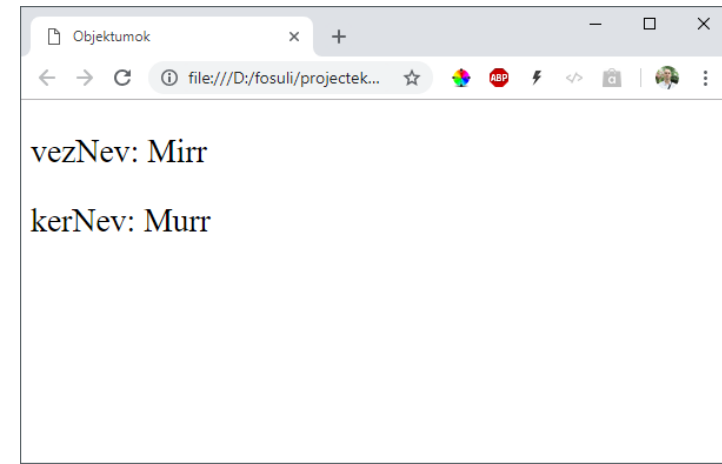 Objektumok
file:///D:/fosuli/projectek...
ABP
vezNev: Mirr
kerNev: Murr